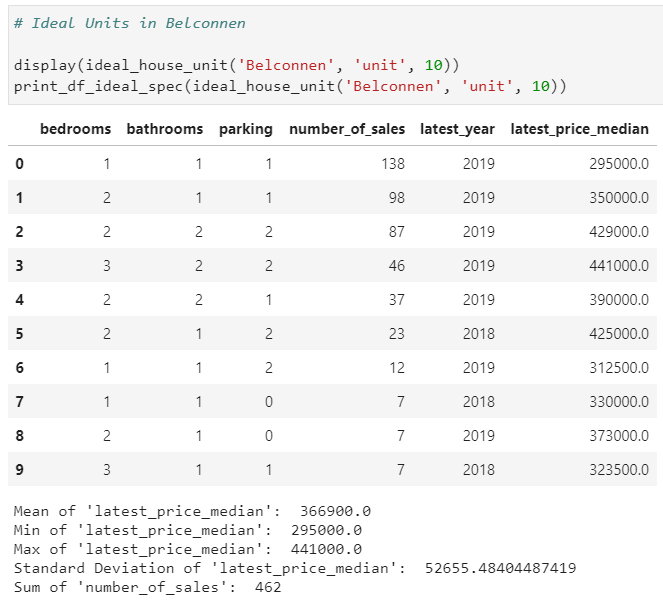 # Ideal Units in Belconnen
display(ideal_house_unit('Belconnen', 'unit', 10))
print_df_ideal_spec(ideal_house_unit('Belconnen', 'unit', 10))
bedrooms bathrooms parking number_of_sales latest_year latest_price_median
0 1 1 1 138 2019 295000.0
1 2 1 1 98 2019 350000.0
2 2 2 2 87 2019 429000.0
3 3 2 2 46 2019 441000.0
4 2 2 1 37 2019 390000.0
5 2 1 2 23 2018 425000.0
6 1 1 2 12 2019 312500.0
7 1 1 0 7 2018 330000.0
8 2 1 0 7 2019 373000.0
9 3 1 1 7 2018 323500.0
Mean of 'latest_price_median':  366900.0
Min of 'latest_price_median':  295000.0
Max of 'latest_price_median':  441000.0
Standard Deviation of 'latest_price_median':  52655.48404487419
Sum of 'number_of_sales':  462